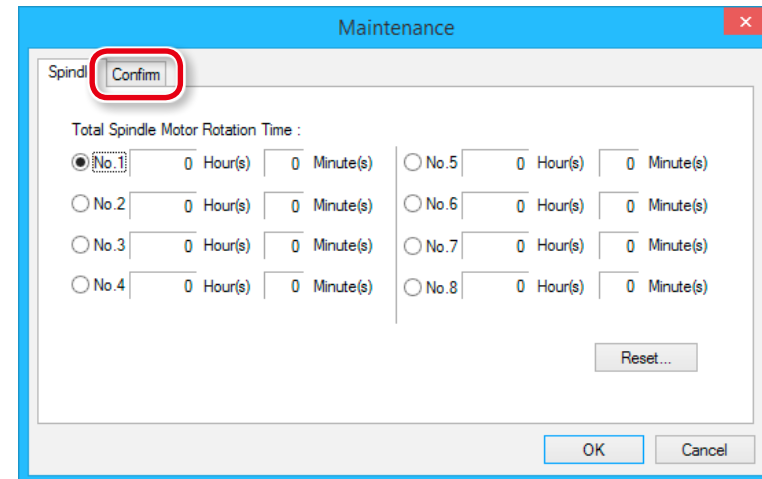 Maintenance
Spindl Confirm
Total Spindle Motor Rotation Time :
No.1 0 Hour(s) 0 Minute(s) No.5 0 Hour(s) 0 Minute(s)
No.2 0 Hour(s) 0 Minute(s) No.6 0 Hour(s) 0 Minute(s)
No.3 0 Hour(s) 0 Minute(s) No.7 0 Hour(s) 0 Minute(s)
No.4 0 Hour(s) 0 Minute(s) No.8 0 Hour(s) 0 Minute(s)
Reset...
OK Cancel